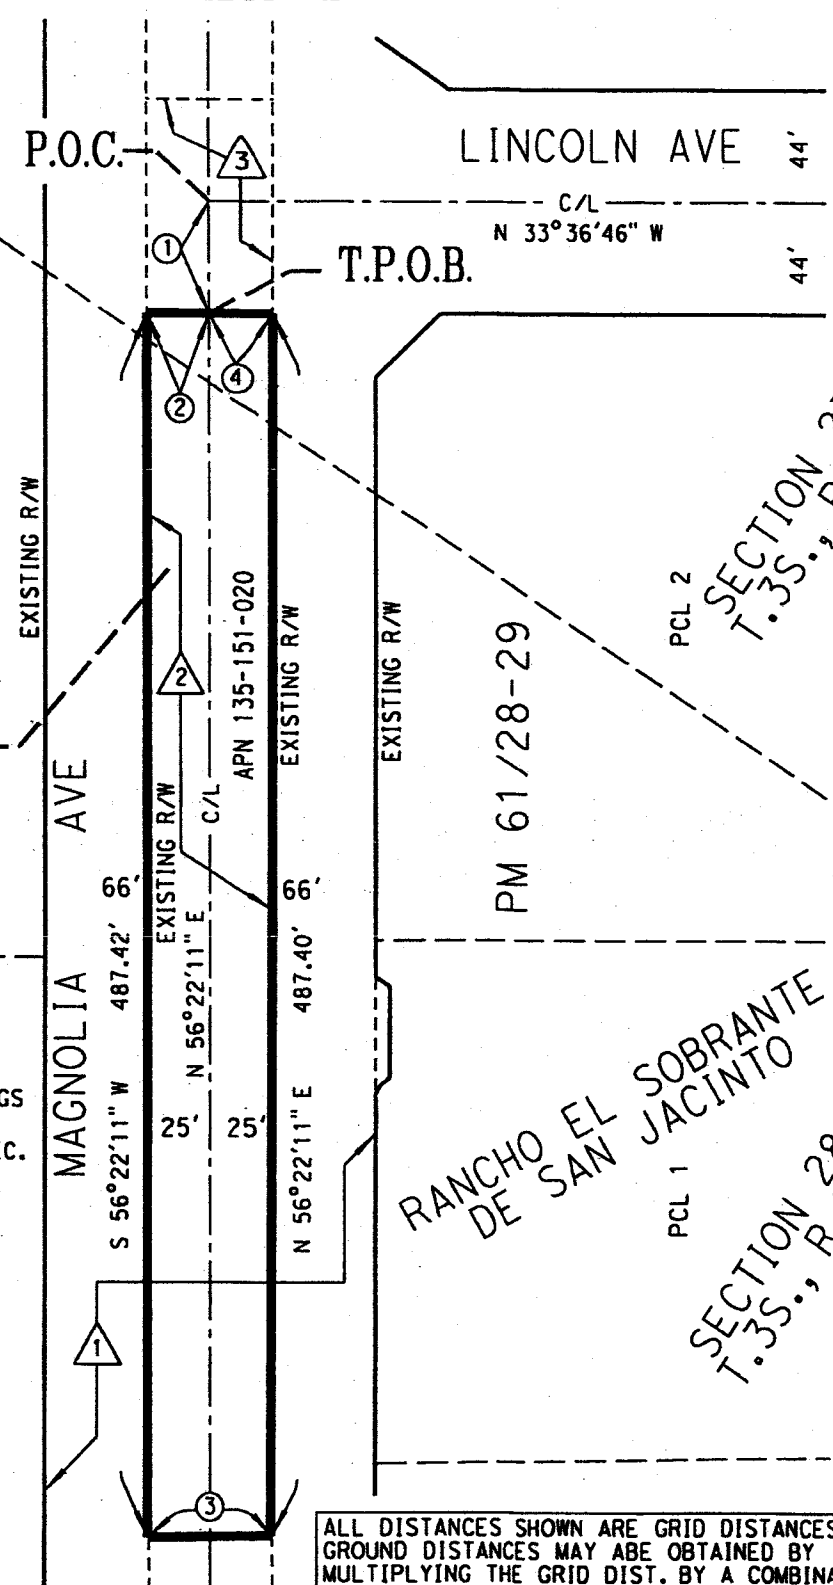 P.O.C.
3
LINCOLN AVE
44'
C/L
N 33°36'46" W
1
T.P.O.B.
44'
4
2
EXISTING R/W
SECTION
T.3S.,
PCL 2
APN 135-151-020
EXISTING R/W
EXISTING R/W
2
PM 61/28-29
MAGNOLIA AVE
C/L
EXISTING R/W
66'
66'
S 56°22'11" W 487.42'
N 56°22'11" E
N 56°22'11" E 487.40'
25'
25'
GS
C.
RANCHO EL SOBRANTE
DE SAN JACINTO
PCL 1
SECTION 28
T.3S., R
1
3
ALL DISTANCES SHOWN ARE GRID DISTANCES
GROUND DISTANCES MAY ABE OBTAINED BY
MULTIPLYING THE GRID DIST. BY A COMBINA